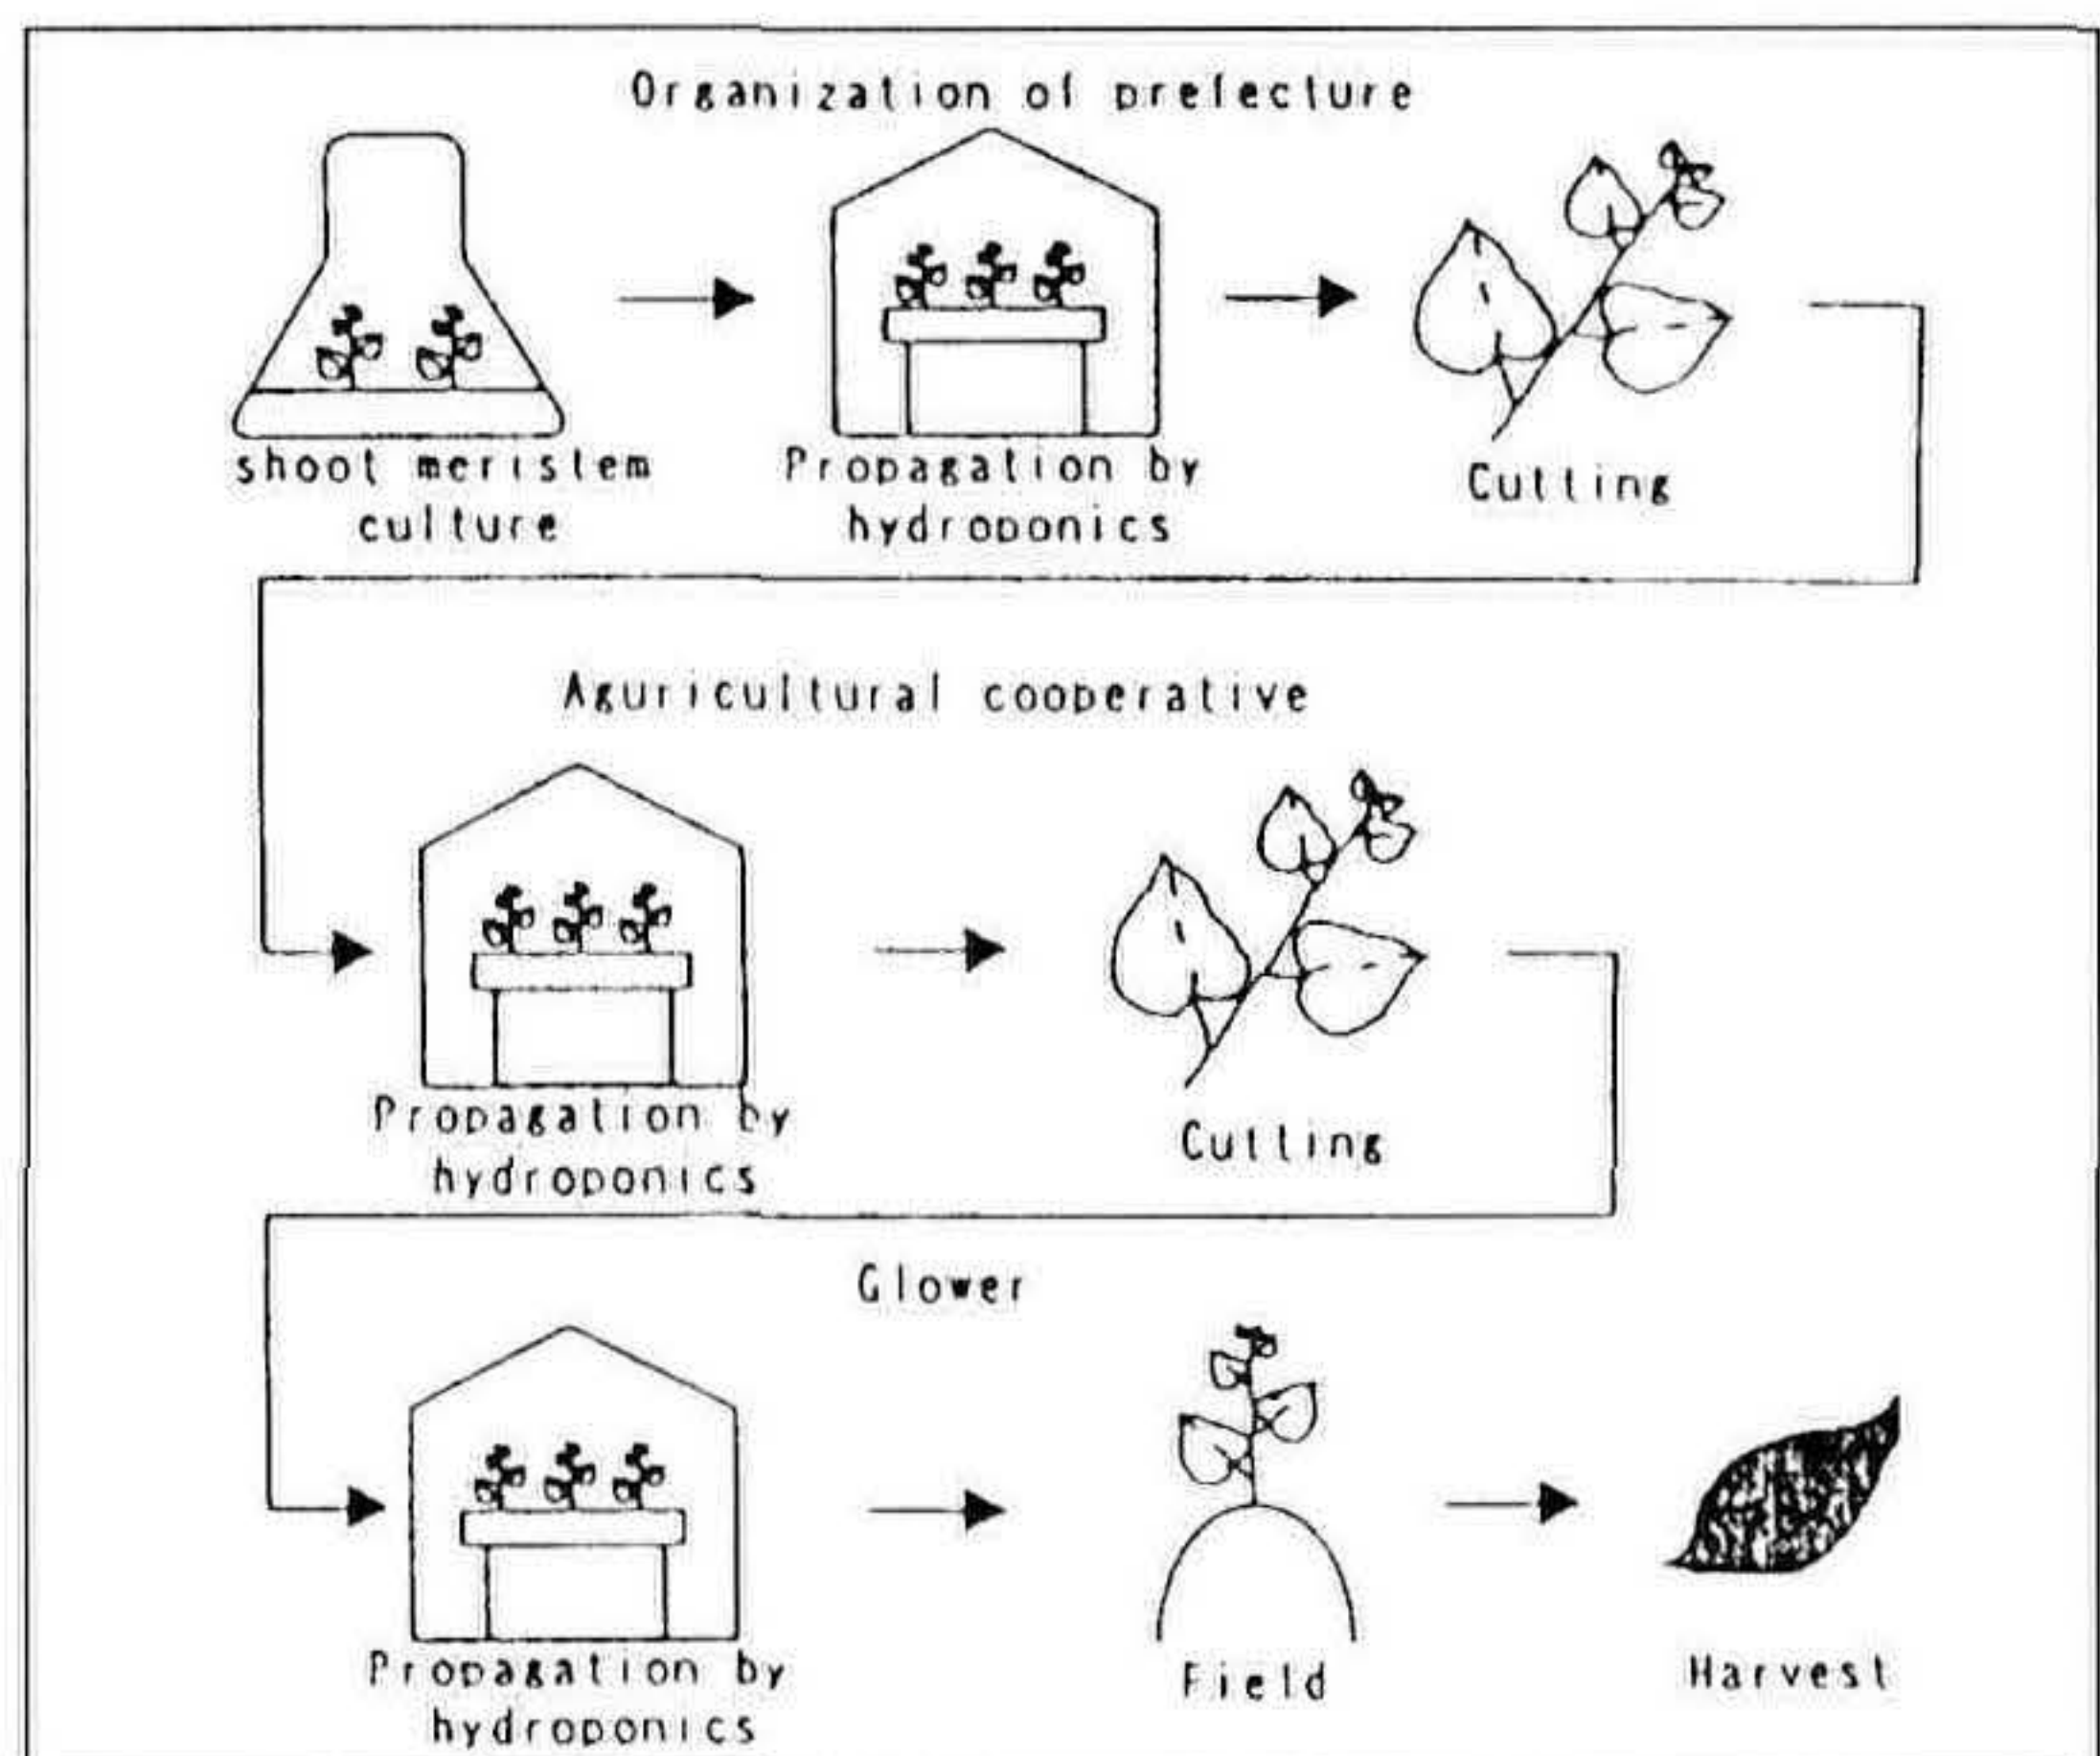 Organization of prefecture
shoot meristem
culture
Propagation by
hydroponics
Cutting
Aguricultural cooperative
Propagation by
hydroponics
Cutting
Glower
Propagation by
hydroponics
Field
Harvest